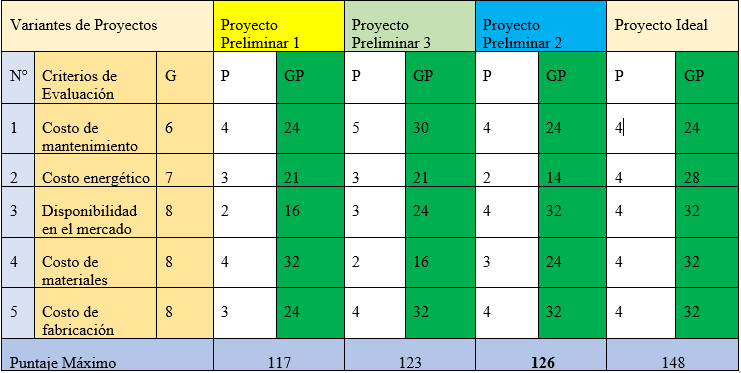 Variantes de Proyectos Proyecto Preliminar 1 Proyecto Preliminar 3 Proyecto Preliminar 2 Proyecto Ideal
N° Criterios de Evaluación G P GP P GP P GP P GP
1 Costo de mantenimiento 6 4 24 5 30 4 24 4 24
2 Costo energético 7 3 21 3 21 2 14 4 28
3 Disponibilidad en el mercado 8 2 16 3 24 4 32 4 32
4 Costo de materiales 8 4 32 2 16 3 24 4 32
5 Costo de fabricación 8 3 24 4 32 4 32 4 32
Puntaje Máximo 117 123 126 148